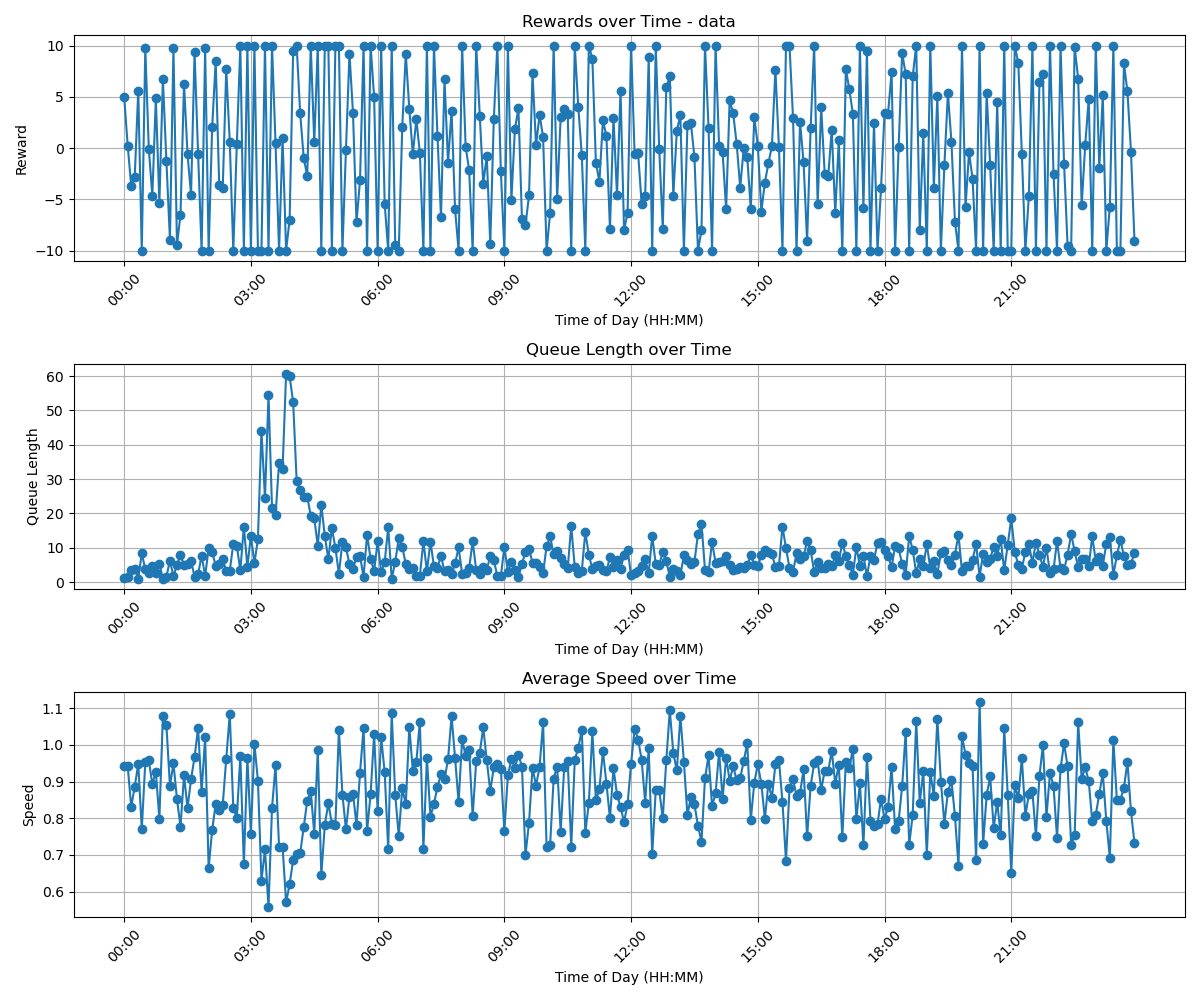 Rewards over Time - data
Reward
10
5
0
−5
−10
00:00 03:00 06:00 09:00 12:00 15:00 18:00 21:00
Time of Day (HH:MM)
Queue Length over Time
Queue Length
60
50
40
30
20
10
0
00:00 03:00 06:00 09:00 12:00 15:00 18:00 21:00
Time of Day (HH:MM)
Average Speed over Time
Speed
1.1
1.0
0.9
0.8
0.7
0.6
00:00 03:00 06:00 09:00 12:00 15:00 18:00 21:00
Time of Day (HH:MM)